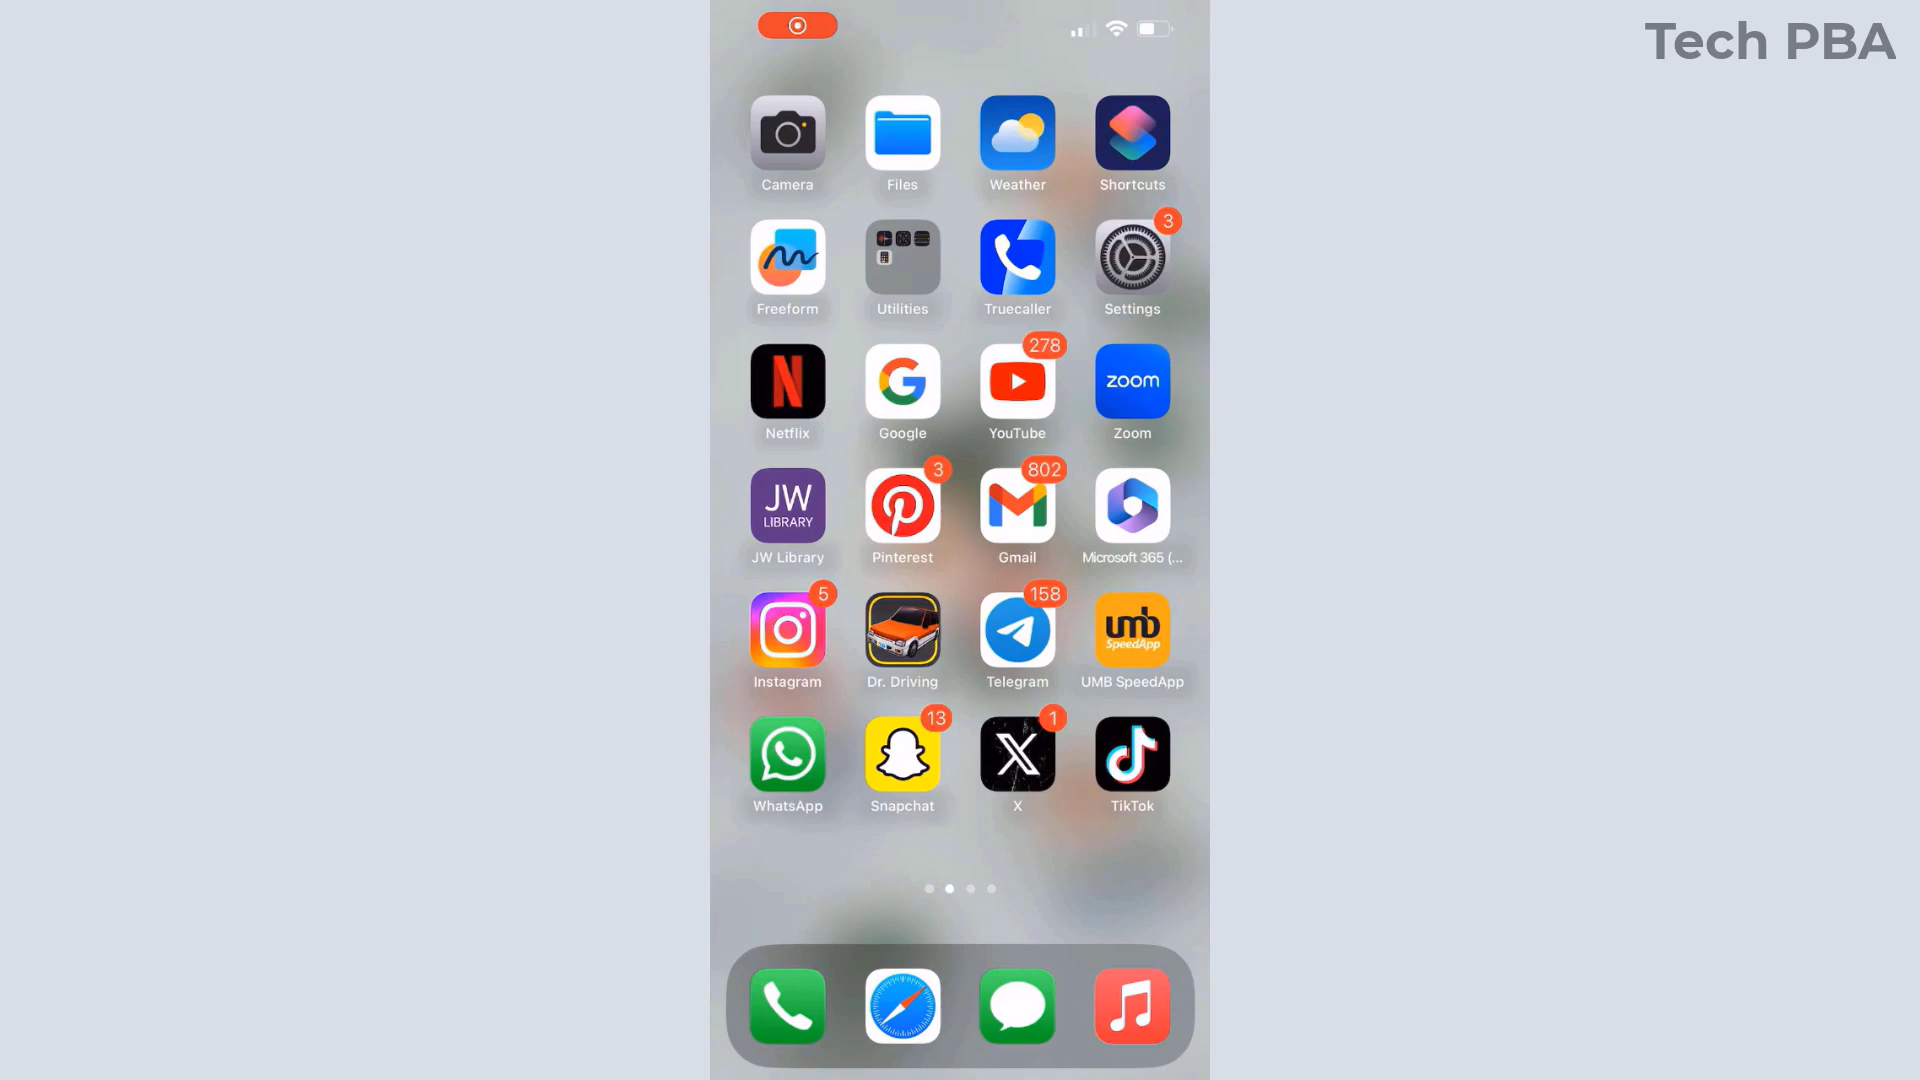 Tech PBA
Camera
Files
Weather
Shortcuts
3
Freeform
Utilities
Truecaller
Settings
278
zoom
Netflix
Google
YouTube
Zoom
3
802
JW
LIBRARY
JW Library
Pinterest
Gmail
Microsoft 365 (...
5
158
umb
SpeedApp
Instagram
Dr. Driving
Telegram
UMB SpeedApp
13
1
WhatsApp
Snapchat
X
TikTok